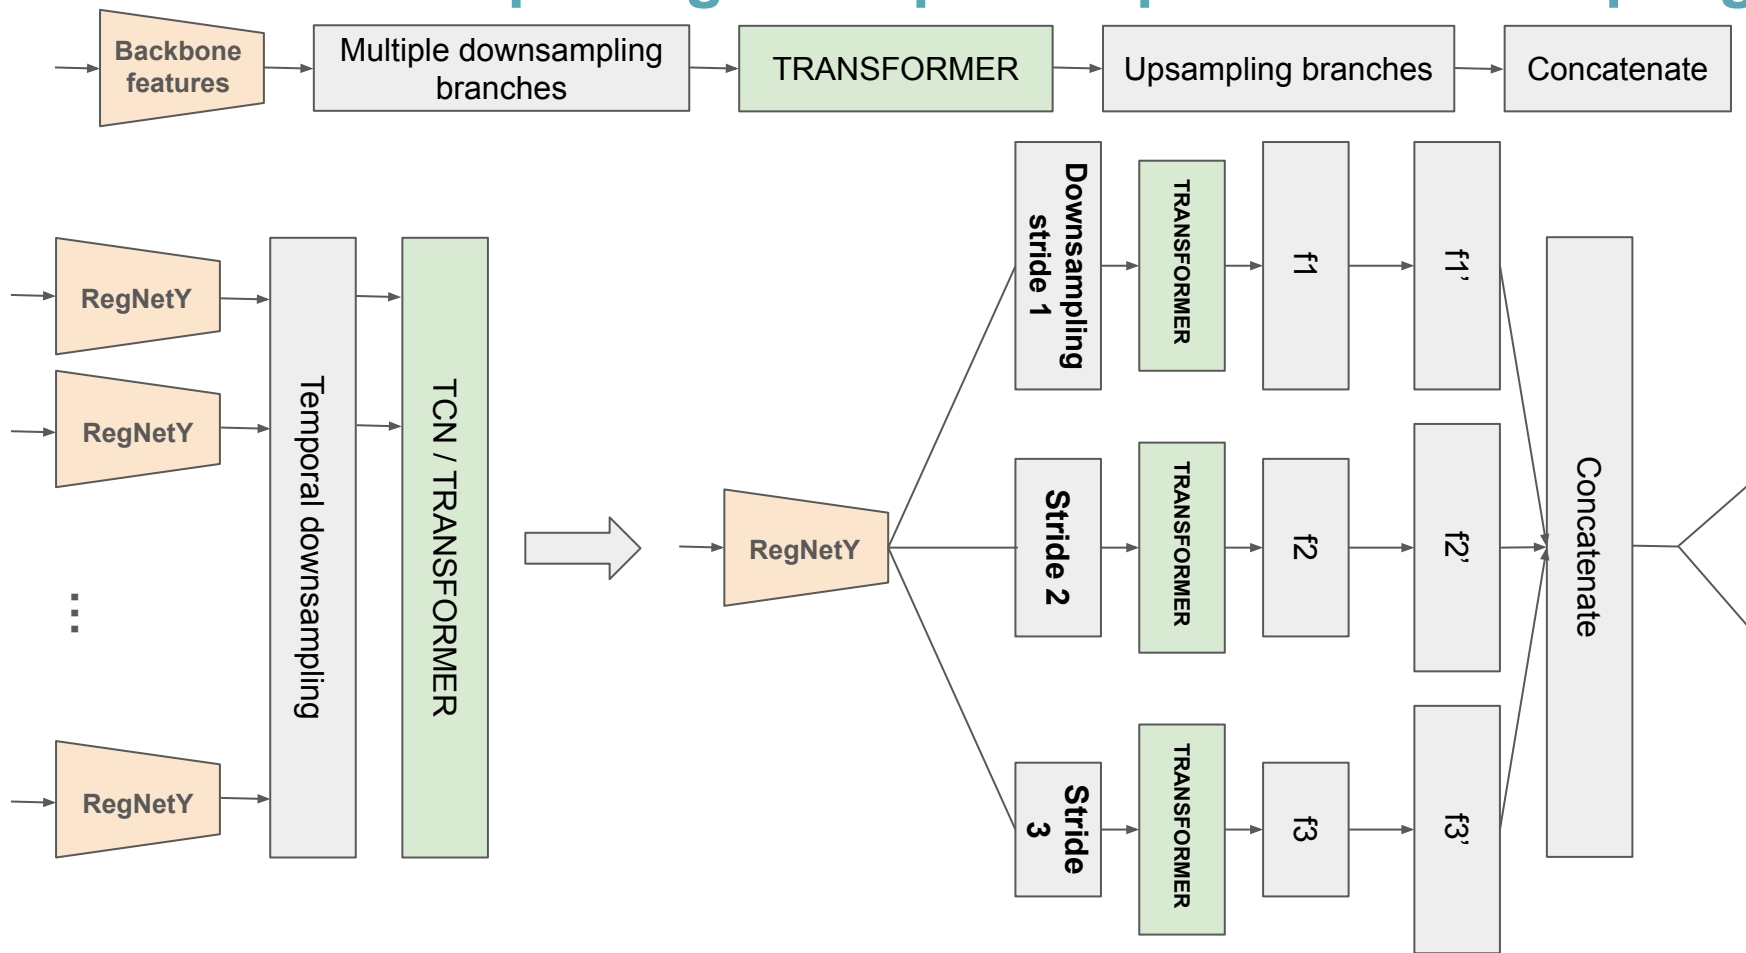 Backbone
features
Multiple downsampling
branches
TRANSFORMER
Upsampling branches
Concatenate
RegNetY
RegNetY
...
RegNetY
Temporal downsampling
TCN / TRANSFORMER
RegNetY
Downsampling
stride 1
TRANSFORMER
f1
f1’
Stride 2
TRANSFORMER
f2
f2’
Stride
3
TRANSFORMER
f3
f3’
Concatenate